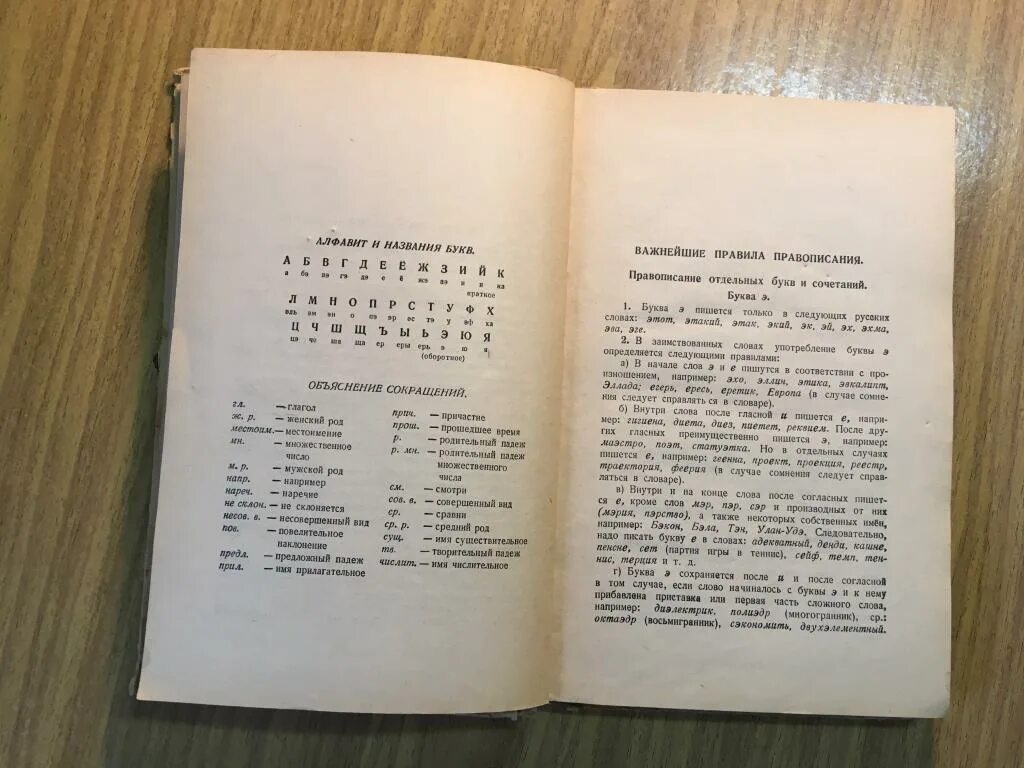 АЛФАВИТ И НАЗВАНИЯ БУКВ.
А Б В Г Д Е Ё Ж З И Й К
а бэ вэ гэ дэ е ё жэ зэ и и ка
краткое
Л М Н О П Р С Т У Ф Х
эль эм эн о пэ эр эс тэ у эф ха
Ц Ч Ш Щ Ъ Ы Ь Э Ю Я
цэ че ша ща ер еры ерь э ю я
(оборотное)
ОБЪЯСНЕНИЕ СОКРАЩЕНИЙ.
гл. — глагол
ж. р. — женский род
местоим. — местоимение
мн. — множественное
число
м. р. — мужской род
напр. — например
нареч. — наречие
не склон. — не склоняется
несов. в. — несовершенный вид
пов. — повелительное
наклонение
предл. — предложный падеж
прил. — имя прилагательное
прич. — причастие
прош. — прошедшее время
р. — родительный падеж
р. мн. — родительный падеж
множественного
числа
см. — смотри
сов. в. — совершенный вид
ср. — сравни
ср. р. — средний род
сущ. — имя существительное
тв. — творительный падеж
числит. — имя числительное
ВАЖНЕЙШИЕ ПРАВИЛА ПРАВОПИСАНИЯ.
Правописание отдельных букв и сочетаний.
Буква э.
1. Буква э пишется только в следующих русских
словах: этот, этакий, этак, экий, эк, эй, эх, эхма,
эва, эге.
2. В заимствованных словах употребление буквы э
определяется следующими правилами:
а) В начале слов э и е пишутся в соответствии с про-
изношением, например: эхо, эллин, этика, эвкалипт,
Эллада; егерь, ересь, еретик, Европа (в случае сомне-
ния следует справляться в словаре).
б) Внутри слова после гласной и пишется е, напри-
мер: гигиена, диета, диез, пиетет, реквием. После дру-
гих гласных преимущественно пишется э, например:
маэстро, поэт, статуэтка. Но в отдельных случаях
пишется е, например: геенна, проект, проекция, реестр,
траектория, феерия (в случае сомнения следует справ-
ляться в словаре).
в) Внутри и на конце слова после согласных пишет-
ся е, кроме слов мэр, пэр, сэр и производных от них
(мэрия, пэрство), а также некоторых собственных имён,
например: Бэкон, Бэла, Тэн, Улан-Удэ. Следовательно,
надо писать букву е в словах: адекватный, денди, кашне,
пенсне, сет (партия игры в теннис), сейф, темп, тен-
нис, терция и т. д.
г) Буква э сохраняется после и и после согласной
в том случае, если слово начиналось с буквы э и к нему
прибавлена приставка или первая часть сложного слова,
например: диэлектрик, полиэдр (многогранник), ср.:
октаэдр (восьмигранник), сэкономить, двухэлементный.